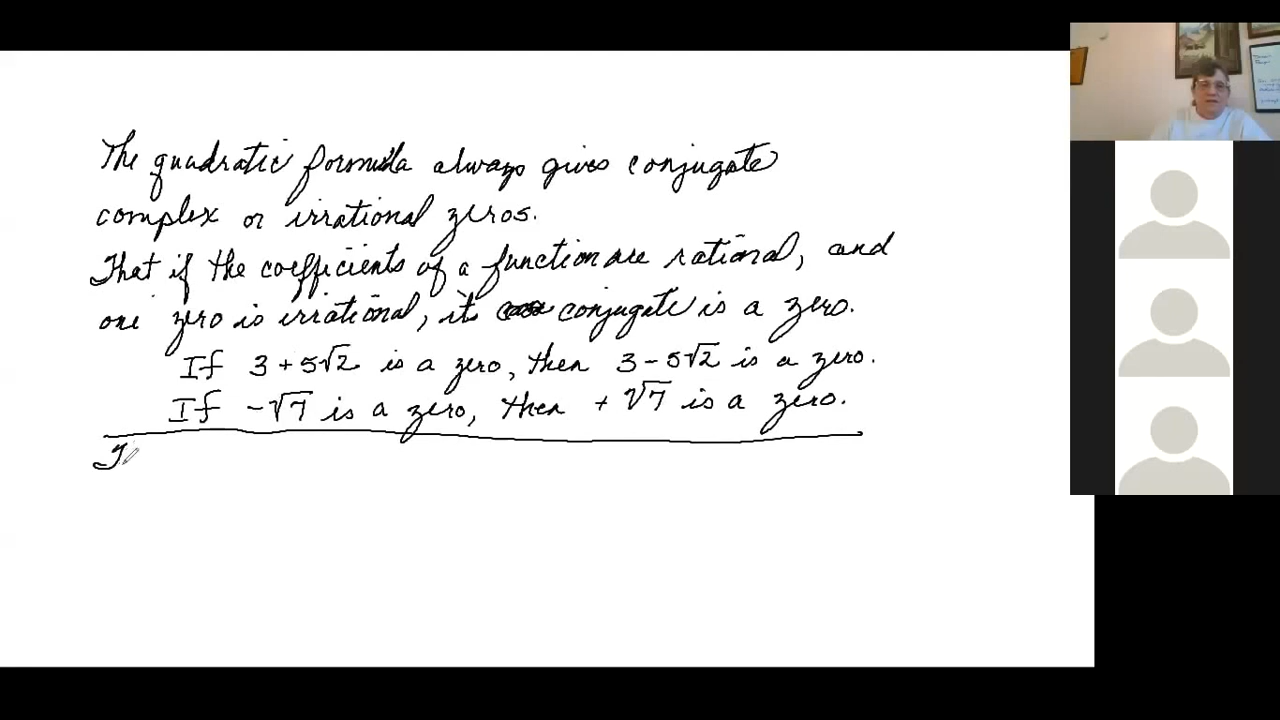 The quadratic formula always gives conjugate
complex or irrational zeros.
That if the coefficients of a function are rational, and
one zero is irrational, its conjugate is a zero.
If 3 + 5√2 is a zero, then 3 - 5√2 is a zero.
If -√7 is a zero, then + √7 is a zero.